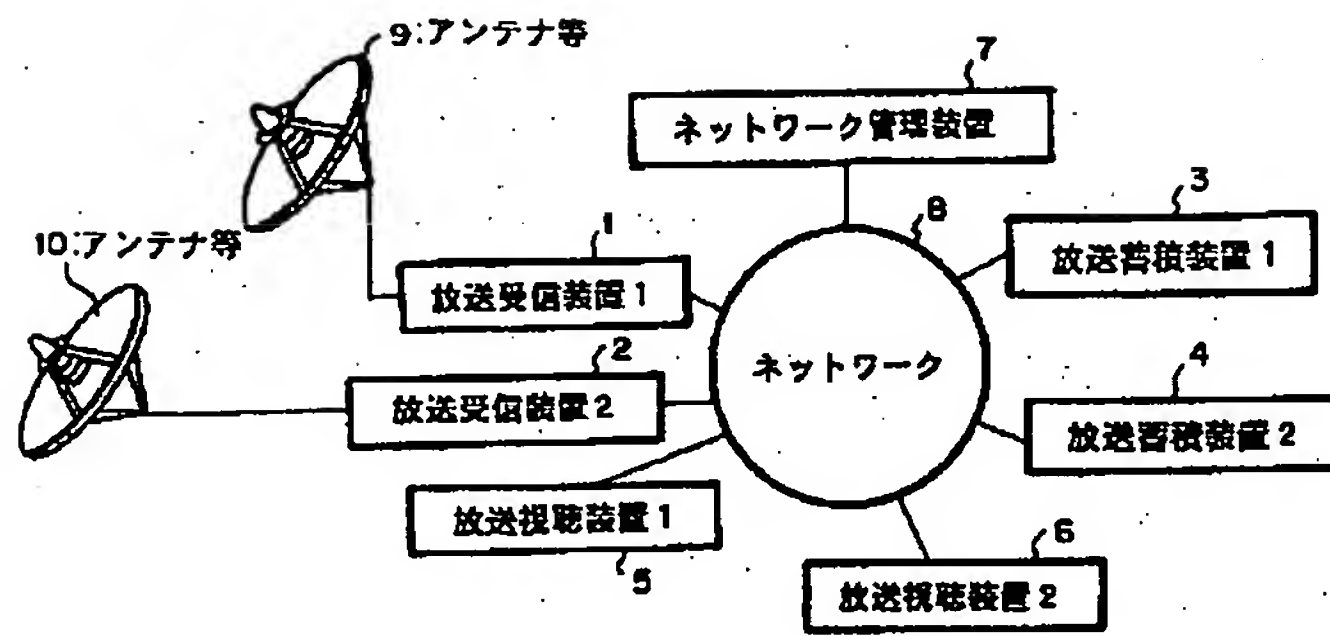 9:アンテナ等
7
ネットワーク管理装置
3
放送蓄積装置1
8
10:アンテナ等
1
放送受信装置1
ネットワーク
2
放送受信装置2
4
放送蓄積装置2
放送視聴装置1
5
6
放送視聴装置2